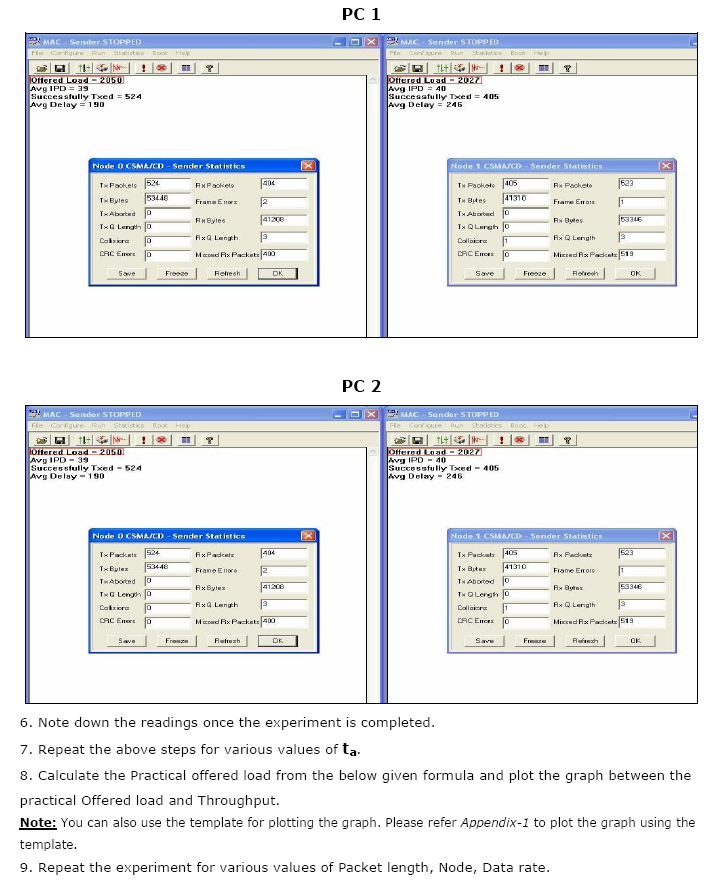 PC 1
MAC - Sender STOPPED
File Configure Run Statistics Boot Help
Offered Load = 2050
Avg IPD = 39
Successfully Txed = 524
Avg Delay = 190
Node 0 CSMA/CD - Sender Statistics
Tx Packets 524 Rx Packets 404
Tx Bytes 53448 Frame Errors 2
Tx Aborted 0
Rx Bytes 41208
Tx Q Length 0
Collisions 0 Rx Q Length 3
CRC Errors 0 Missed Rx Packets 400
Save Freeze Refresh OK
MAC - Sender STOPPED
File Configure Run Statistics Boot Help
Offered Load = 2027
Avg IPD = 40
Successfully Txed = 405
Avg Delay = 246
Node 1 CSMA/CD - Sender Statistics
Tx Packets 405 Rx Packets 523
Tx Bytes 41310 Frame Errors 1
Tx Aborted 0
Rx Bytes 53346
Tx Q Length 0
Collisions 1 Rx Q Length 3
CRC Errors 0 Missed Rx Packets 519
Save Freeze Refresh OK
PC 2
MAC - Sender STOPPED
File Configure Run Statistics Boot Help
Offered Load = 2050
Avg IPD = 39
Successfully Txed = 524
Avg Delay = 190
Node 0 CSMA/CD - Sender Statistics
Tx Packets 524 Rx Packets 404
Tx Bytes 53448 Frame Errors 2
Tx Aborted 0
Rx Bytes 41208
Tx Q Length 0
Collisions 0 Rx Q Length 3
CRC Errors 0 Missed Rx Packets 400
Save Freeze Refresh OK
MAC - Sender STOPPED
File Configure Run Statistics Boot Help
Offered Load = 2027
Avg IPD = 40
Successfully Txed = 405
Avg Delay = 246
Node 1 CSMA/CD - Sender Statistics
Tx Packets 405 Rx Packets 523
Tx Bytes 41310 Frame Errors 1
Tx Aborted 0
Rx Bytes 53346
Tx Q Length 0
Collisions 1 Rx Q Length 3
CRC Errors 0 Missed Rx Packets 519
Save Freeze Refresh OK
6. Note down the readings once the experiment is completed.
7. Repeat the above steps for various values of ta.
8. Calculate the Practical offered load from the below given formula and plot the graph between the
practical Offered load and Throughput.
Note: You can also use the template for plotting the graph. Please refer Appendix-1 to plot the graph using the
template.
9. Repeat the experiment for various values of Packet length, Node, Data rate.